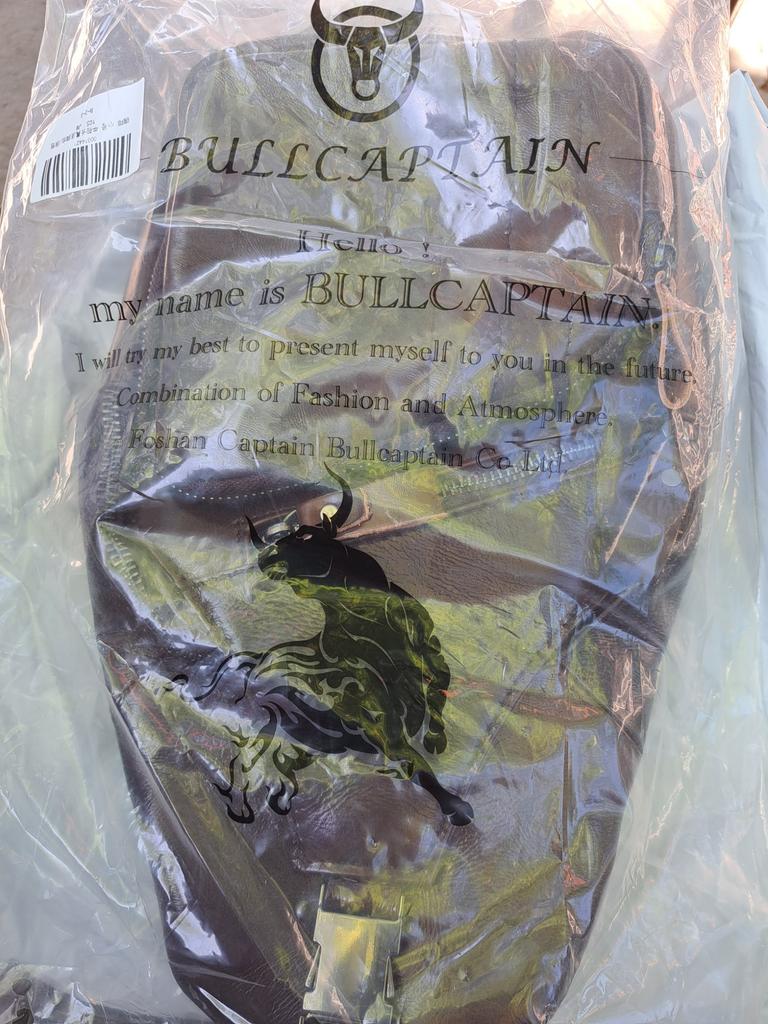 BULLCAPTAIN
Hello !
my name is BULLCAPTAIN.
I will try my best to present myself to you in the future.
Combination of Fashion and Atmosphere.
Foshan Captain Bullcaptain Co Ltd.